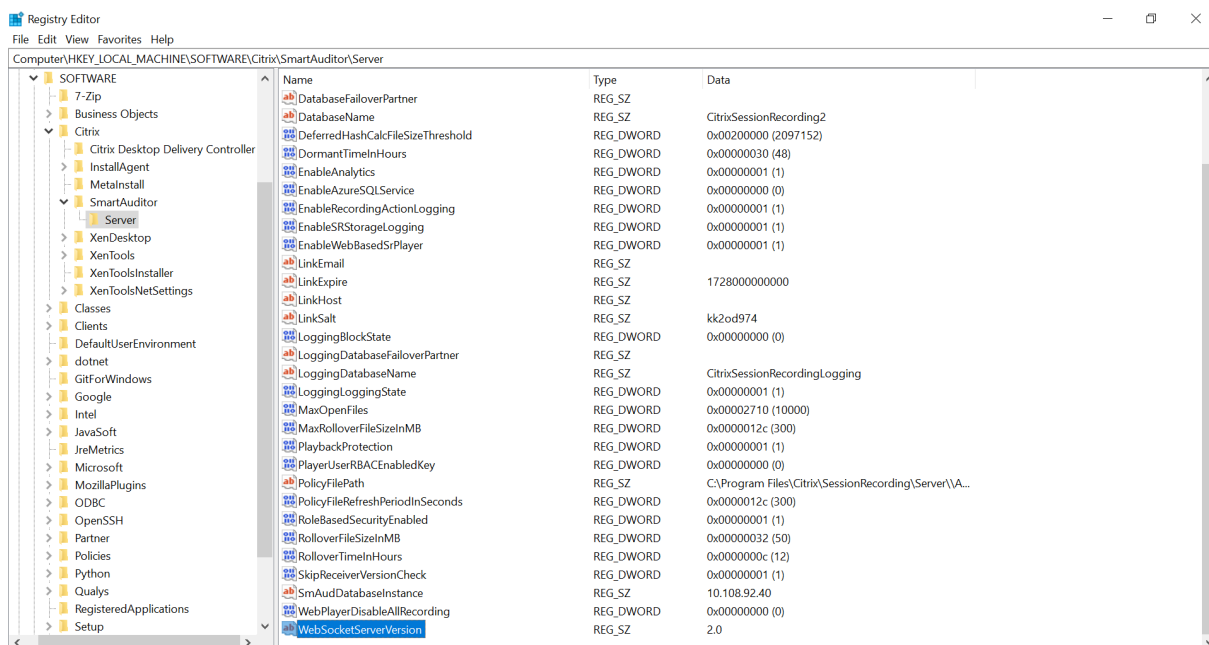 Registry Editor
File Edit View Favorites Help
Computer\HKEY_LOCAL_MACHINE\SOFTWARE\Citrix\SmartAuditor\Server
SOFTWARE
7-Zip
Business Objects
Citrix
Citrix Desktop Delivery Controller
InstallAgent
MetaInstall
SmartAuditor
Server
XenDesktop
XenTools
XenToolsInstaller
XenToolsNetSettings
Classes
Clients
DefaultUserEnvironment
dotnet
GitForWindows
Google
Intel
JavaSoft
JreMetrics
Microsoft
MozillaPlugins
ODBC
OpenSSH
Partner
Policies
Python
Qualys
RegisteredApplications
Setup
Name Type Data
DatabaseFailoverPartner REG_SZ
DatabaseName REG_SZ CitrixSessionRecording2
DeferredHashCalcFileSizeThreshold REG_DWORD 0x00200000 (2097152)
DormantTimeInHours REG_DWORD 0x00000030 (48)
EnableAnalytics REG_DWORD 0x00000001 (1)
EnableAzureSQLService REG_DWORD 0x00000000 (0)
EnableRecordingActionLogging REG_DWORD 0x00000001 (1)
EnableSRStorageLogging REG_DWORD 0x00000001 (1)
EnableWebBasedSrPlayer REG_DWORD 0x00000001 (1)
LinkEmail REG_SZ
LinkExpire REG_SZ 1728000000000
LinkHost REG_SZ
LinkSalt REG_SZ kk2od974
LoggingBlockState REG_DWORD 0x00000000 (0)
LoggingDatabaseFailoverPartner REG_SZ
LoggingDatabaseName REG_SZ CitrixSessionRecordingLogging
LoggingLoggingState REG_DWORD 0x00000001 (1)
MaxOpenFiles REG_DWORD 0x00002710 (10000)
MaxRolloverFileSizeInMB REG_DWORD 0x0000012c (300)
PlaybackProtection REG_DWORD 0x00000001 (1)
PlayerUserRBACEnabledKey REG_DWORD 0x00000000 (0)
PolicyFilePath REG_SZ C:\Program Files\Citrix\SessionRecording\Server\\A...
PolicyFileRefreshPeriodInSeconds REG_DWORD 0x0000012c (300)
RoleBasedSecurityEnabled REG_DWORD 0x00000001 (1)
RolloverFileSizeInMB REG_DWORD 0x00000032 (50)
RolloverTimeInHours REG_DWORD 0x0000000c (12)
SkipReceiverVersionCheck REG_DWORD 0x00000001 (1)
SmAudDatabaseInstance REG_SZ 10.108.92.40
WebPlayerDisableAllRecording REG_DWORD 0x00000000 (0)
WebSocketServerVersion REG_SZ 2.0